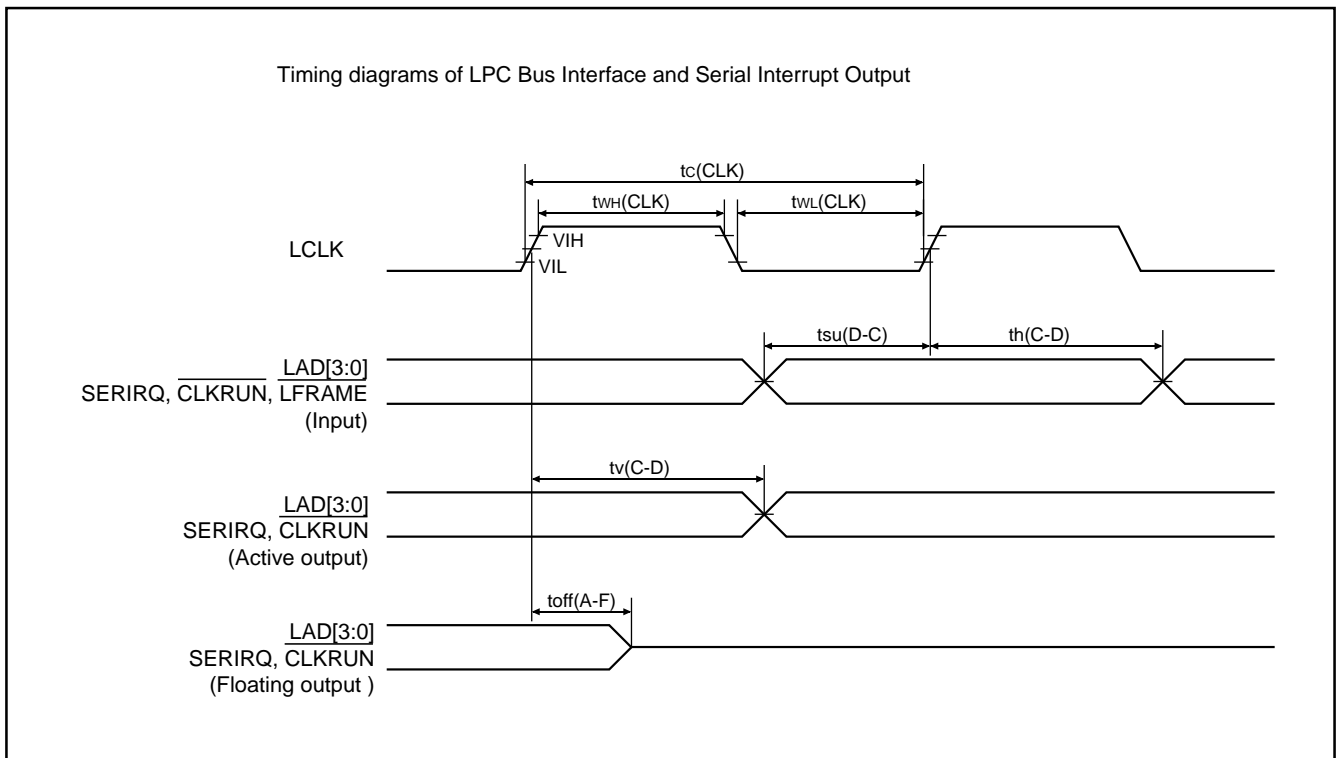 Timing diagrams of LPC Bus Interface and Serial Interrupt Output
tC(CLK)
tWH(CLK)
tWL(CLK)
LCLK
VIH
VIL
tsu(D-C)
th(C-D)
LAD[3:0]
SERIRQ, CLKRUN, LFRAME
(Input)
tv(C-D)
LAD[3:0]
SERIRQ, CLKRUN
(Active output)
toff(A-F)
LAD[3:0]
SERIRQ, CLKRUN
(Floating output )